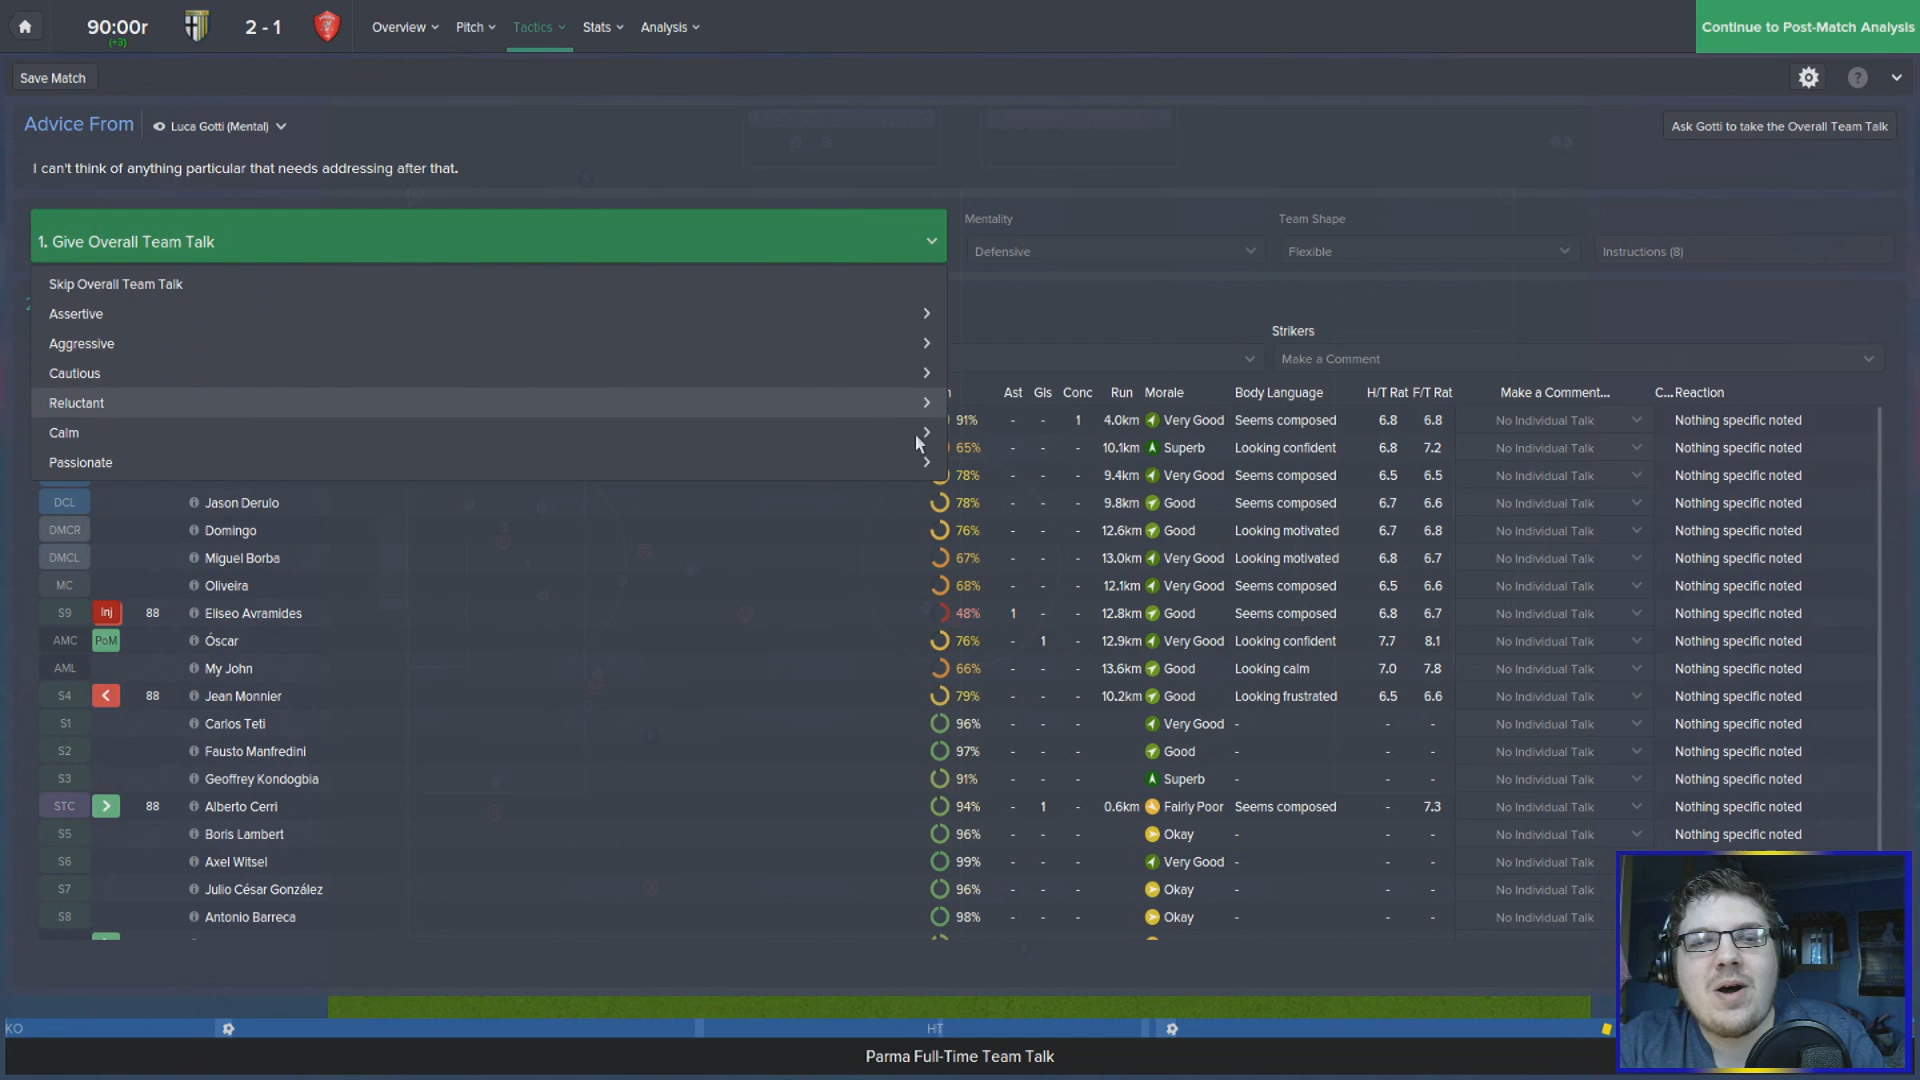 90:00r
(+3)
2 - 1
Overview
Pitch
Tactics
Stats
Analysis
Continue to Post-Match Analysis
Save Match
?
Advice From
Luca Gotti (Mental)
Ask Gotti to take the Overall Team Talk
I can't think of anything particular that needs addressing after that.
1. Give Overall Team Talk
Mentality
Team Shape
Defensive
Flexible
Instructions (8)
Skip Overall Team Talk
Assertive
Aggressive
Cautious
Reluctant
Calm
Passionate
Strikers
Make a Comment
Ast Gls Conc Run Morale Body Language H/T Rat F/T Rat Make a Comment... C... Reaction
91% - - 1 4.0km Very Good Seems composed 6.8 6.8 No Individual Talk Nothing specific noted
65% - - - 10.1km Superb Looking confident 6.8 7.2 No Individual Talk Nothing specific noted
78% - - - 9.4km Very Good Seems composed 6.5 6.5 No Individual Talk Nothing specific noted
DCL Jason Derulo 78% - - - 9.8km Good Seems composed 6.7 6.6 No Individual Talk Nothing specific noted
DMCR Domingo 76% - - - 12.6km Good Looking motivated 6.7 6.8 No Individual Talk Nothing specific noted
DMCL Miguel Borba 67% - - - 13.0km Very Good Looking motivated 6.8 6.7 No Individual Talk Nothing specific noted
MC Oliveira 68% - - - 12.1km Very Good Seems composed 6.5 6.6 No Individual Talk Nothing specific noted
S9 Inj 88 Eliseo Avramides 48% 1 - - 12.8km Good Seems composed 6.8 6.7 No Individual Talk Nothing specific noted
AMC PoM Óscar 76% - 1 - 12.9km Very Good Looking confident 7.7 8.1 No Individual Talk Nothing specific noted
AML My John 66% - - - 13.6km Good Looking calm 7.0 7.8 No Individual Talk Nothing specific noted
S4 88 Jean Monnier 79% - - - 10.2km Good Looking frustrated 6.5 6.6 No Individual Talk Nothing specific noted
S1 Carlos Teti 96% - - - Very Good - - - No Individual Talk Nothing specific noted
S2 Fausto Manfredini 97% - - - Good - - - No Individual Talk Nothing specific noted
S3 Geoffrey Kondogbia 91% - - - Superb - - - No Individual Talk Nothing specific noted
STC 88 Alberto Cerri 94% - 1 - 0.6km Fairly Poor Seems composed - 7.3 No Individual Talk Nothing specific noted
S5 Boris Lambert 96% - - - Okay - - - No Individual Talk Nothing specific noted
S6 Axel Witsel 99% - - - Very Good - - - No Individual Talk
S7 Julio César González 96% - - - Okay - - - No Individual Talk
S8 Antonio Barreca 98% - - - Okay - - - No Individual Talk
KO
HT
Parma Full-Time Team Talk